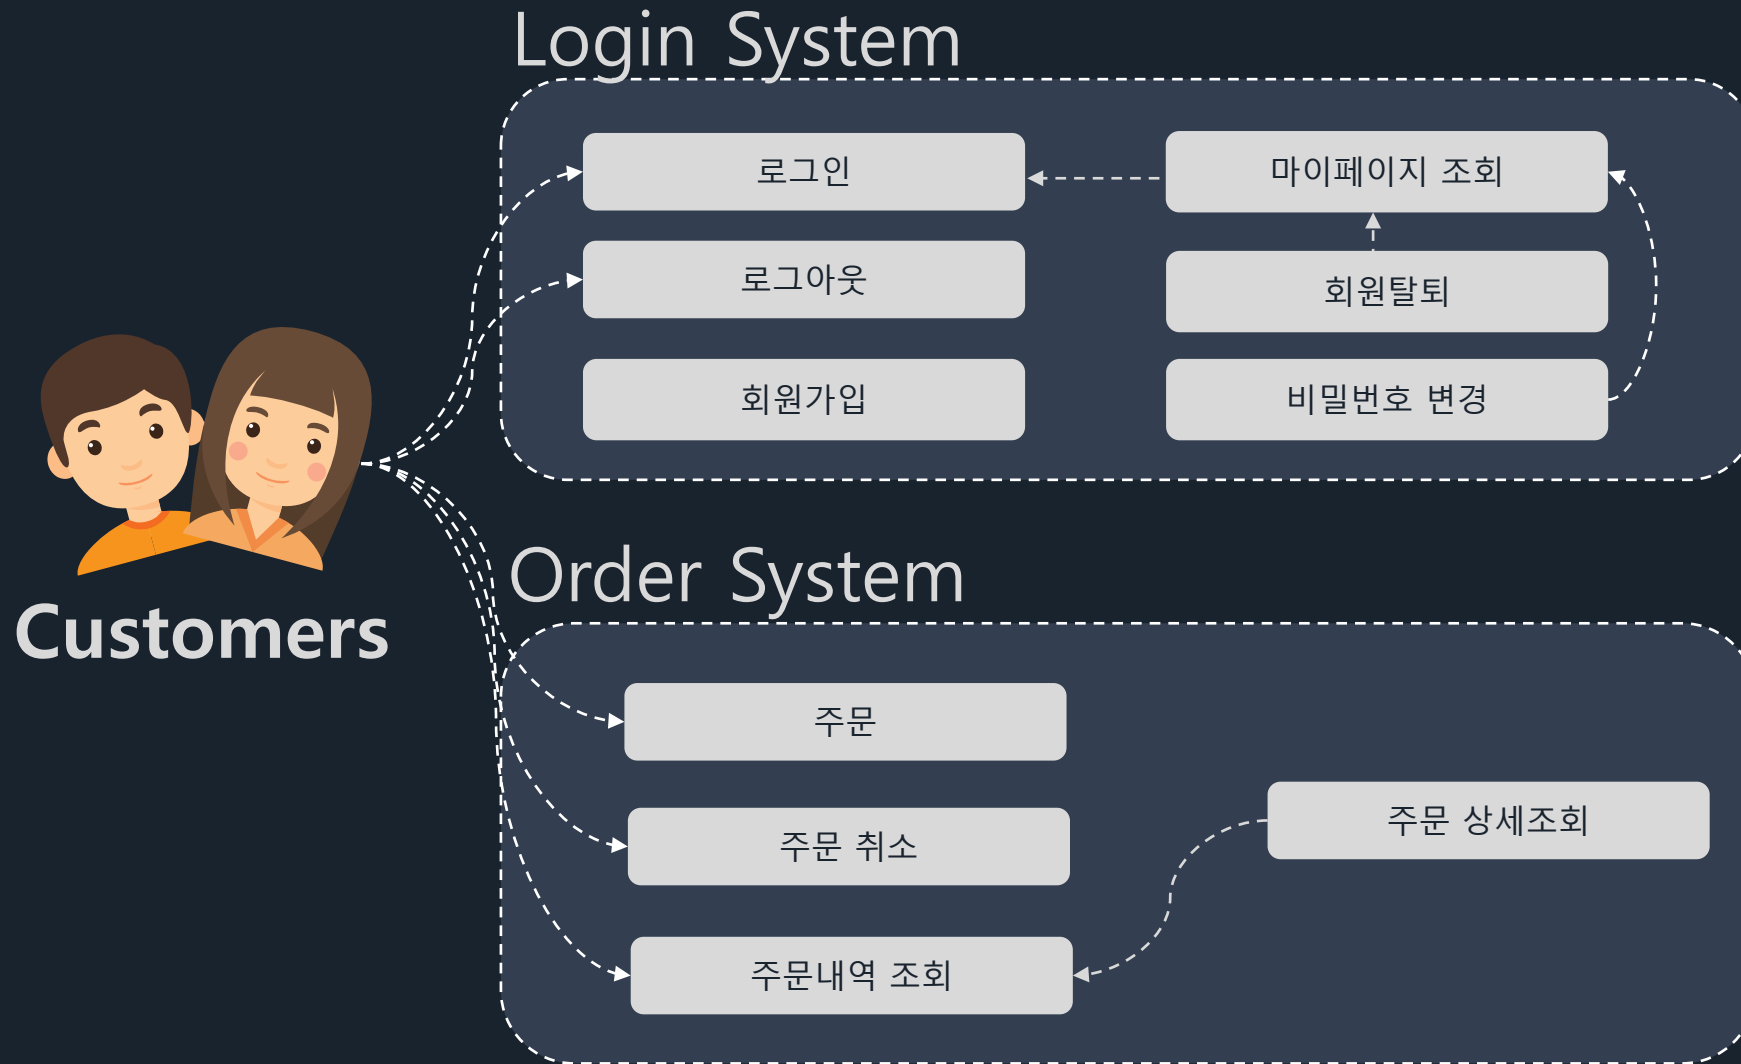 Login System
로그인
마이페이지 조회
로그아웃
회원탈퇴
회원가입
비밀번호 변경
Customers
Order System
주문
주문 상세조회
주문 취소
주문내역 조회